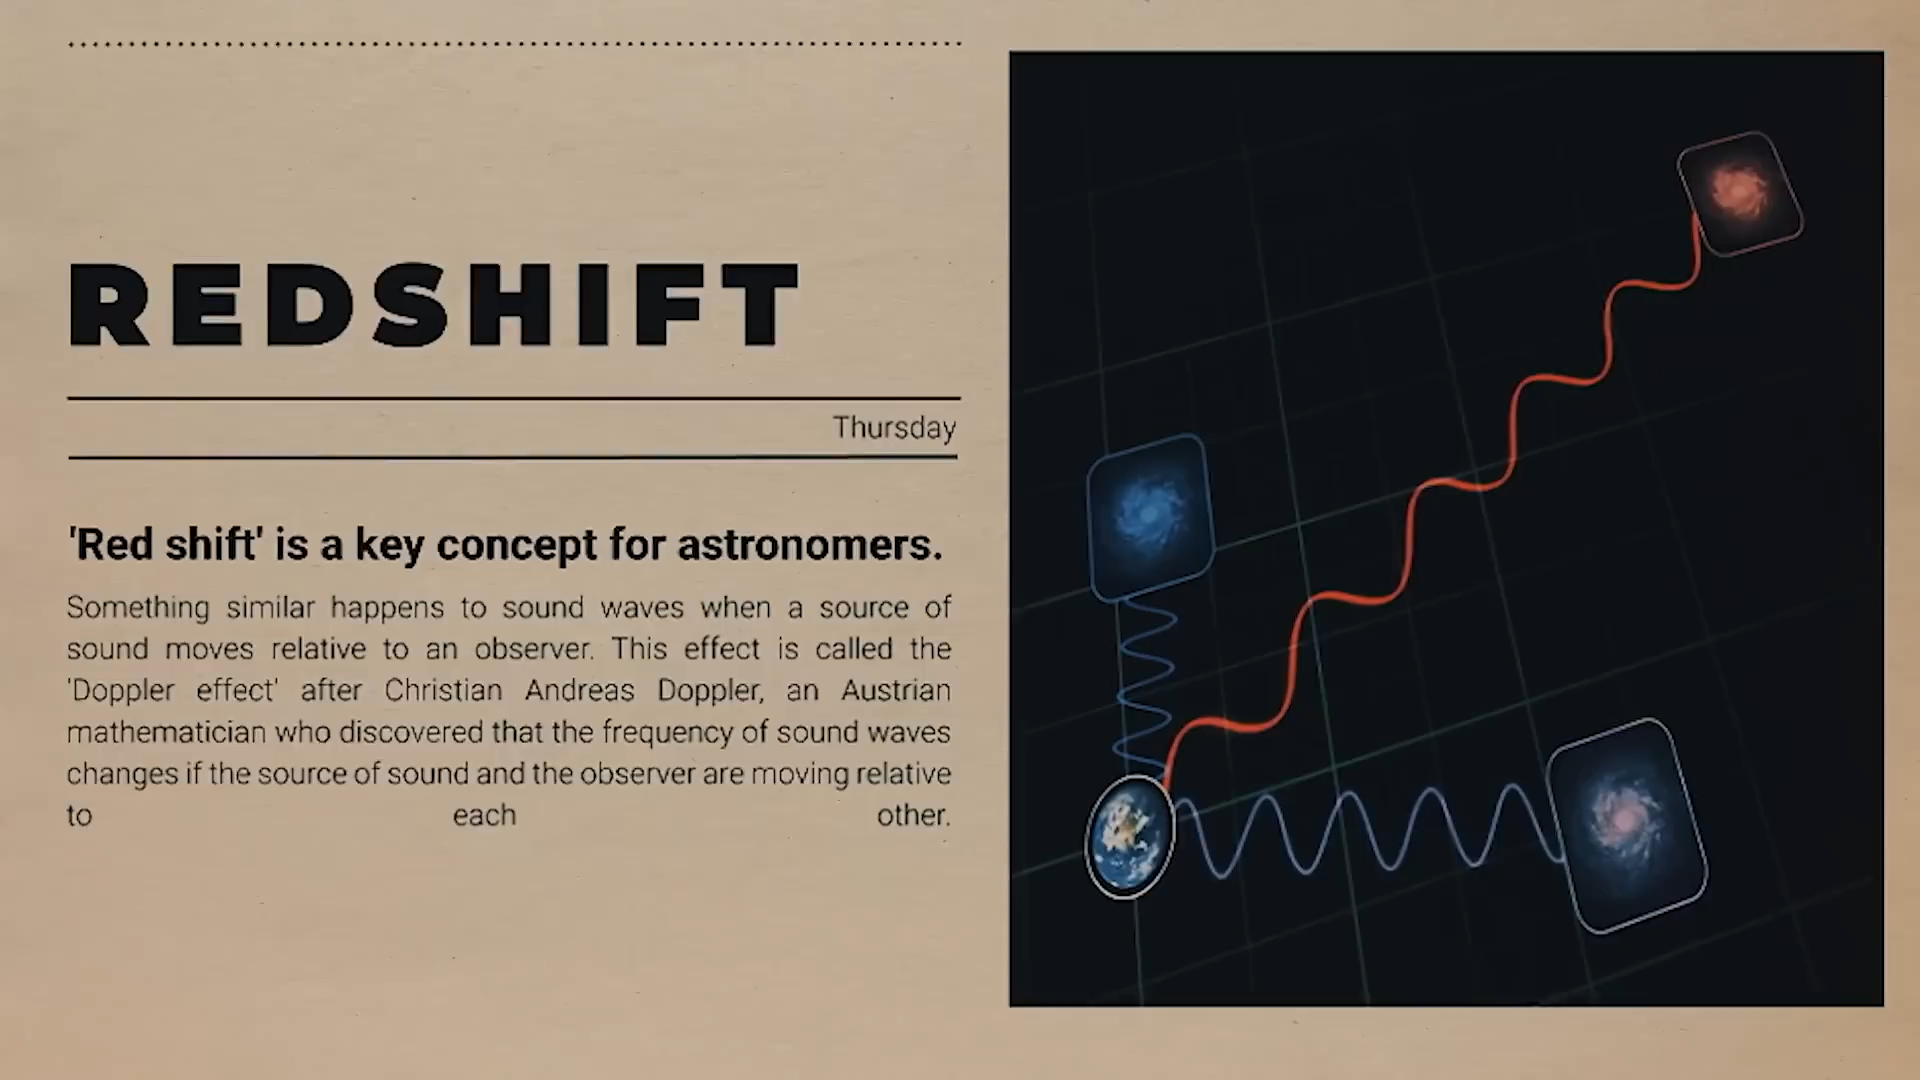 REDSHIFT
Thursday
'Red shift' is a key concept for astronomers.
Something similar happens to sound waves when a source of
sound moves relative to an observer. This effect is called the
'Doppler effect' after Christian Andreas Doppler, an Austrian
mathematician who discovered that the frequency of sound waves
changes if the source of sound and the observer are moving relative
to each other.